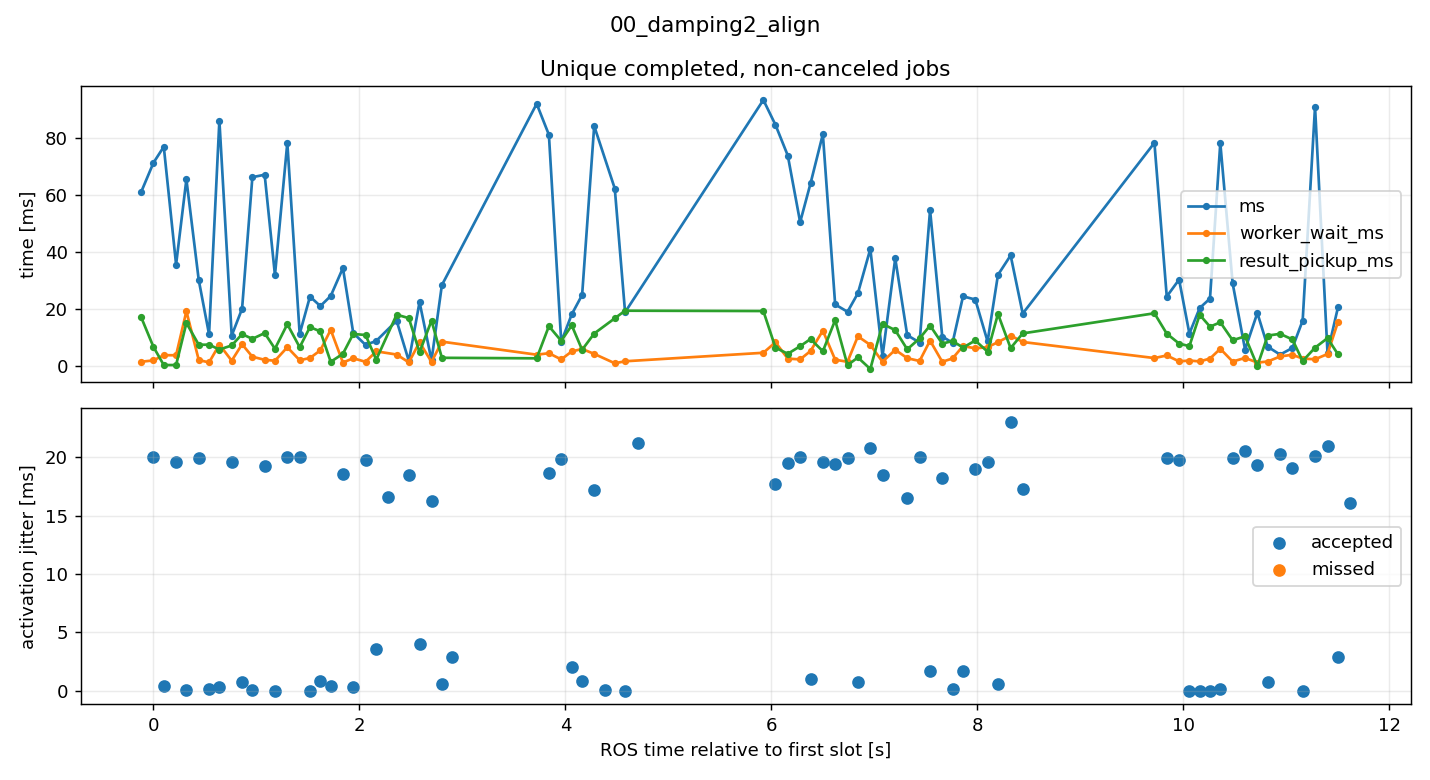 00_damping2_align
Unique completed, non-canceled jobs
time [ms]
80
60
40
20
0
ms
worker_wait_ms
result_pickup_ms
activation jitter [ms]
20
15
10
5
0
accepted
missed
0 2 4 6 8 10 12
ROS time relative to first slot [s]